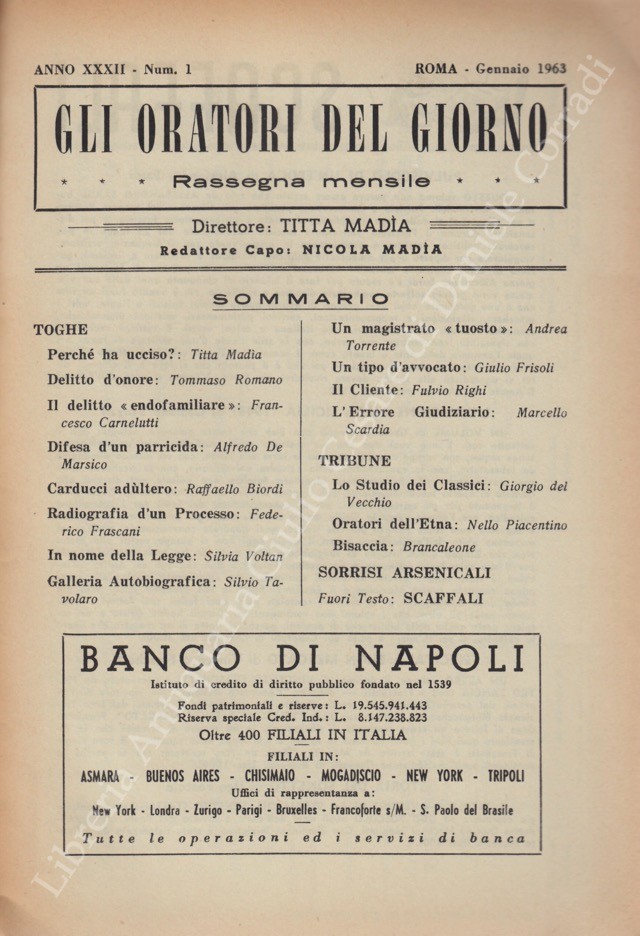 ANNO XXXII - Num. 1
ROMA - Gennaio 1963
GLI ORATORI DEL GIORNO
* * * Rassegna mensile * * *
Direttore: TITTA MADÌA
Redattore Capo: NICOLA MADÌA
SOMMARIO
TOGHE
Perché ha ucciso?: Titta Madìa
Delitto d'onore: Tommaso Romano
Il delitto « endofamiliare »: Fran-
cesco Carnelutti
Difesa d'un parricida: Alfredo De
Marsico
Carducci adùltero: Raffaello Biordi
Radiografia d'un Processo: Fede-
rico Frascani
In nome della Legge: Silvia Voltan
Galleria Autobiografica: Silvio Ta-
volaro
Un magistrato « tuosto »: Andrea
Torrente
Un tipo d'avvocato: Giulio Frisoli
Il Cliente: Fulvio Righi
L'Errore Giudiziario: Marcello
Scardia
TRIBUNE
Lo Studio dei Classici: Giorgio del
Vecchio
Oratori dell'Etna: Nello Piacentino
Bisaccia: Brancaleone
SORRISI ARSENICALI
Fuori Testo: SCAFFALI
BANCO DI NAPOLI
Istituto di credito di diritto pubblico fondato nel 1539
Fondi patrimoniali e riserve: L. 19.545.941.443
Riserva speciale Cred. Ind.: L. 8.147.238.823
Oltre 400 FILIALI IN ITALIA
FILIALI IN:
ASMARA - BUENOS AIRES - CHISIMAIO - MOGADISCIO - NEW YORK - TRIPOLI
Uffici di rappresentanza a:
New York - Londra - Zurigo - Parigi - Bruxelles - Francoforte s/M. - S. Paolo del Brasile
Tutte le operazioni ed i servizi di banca